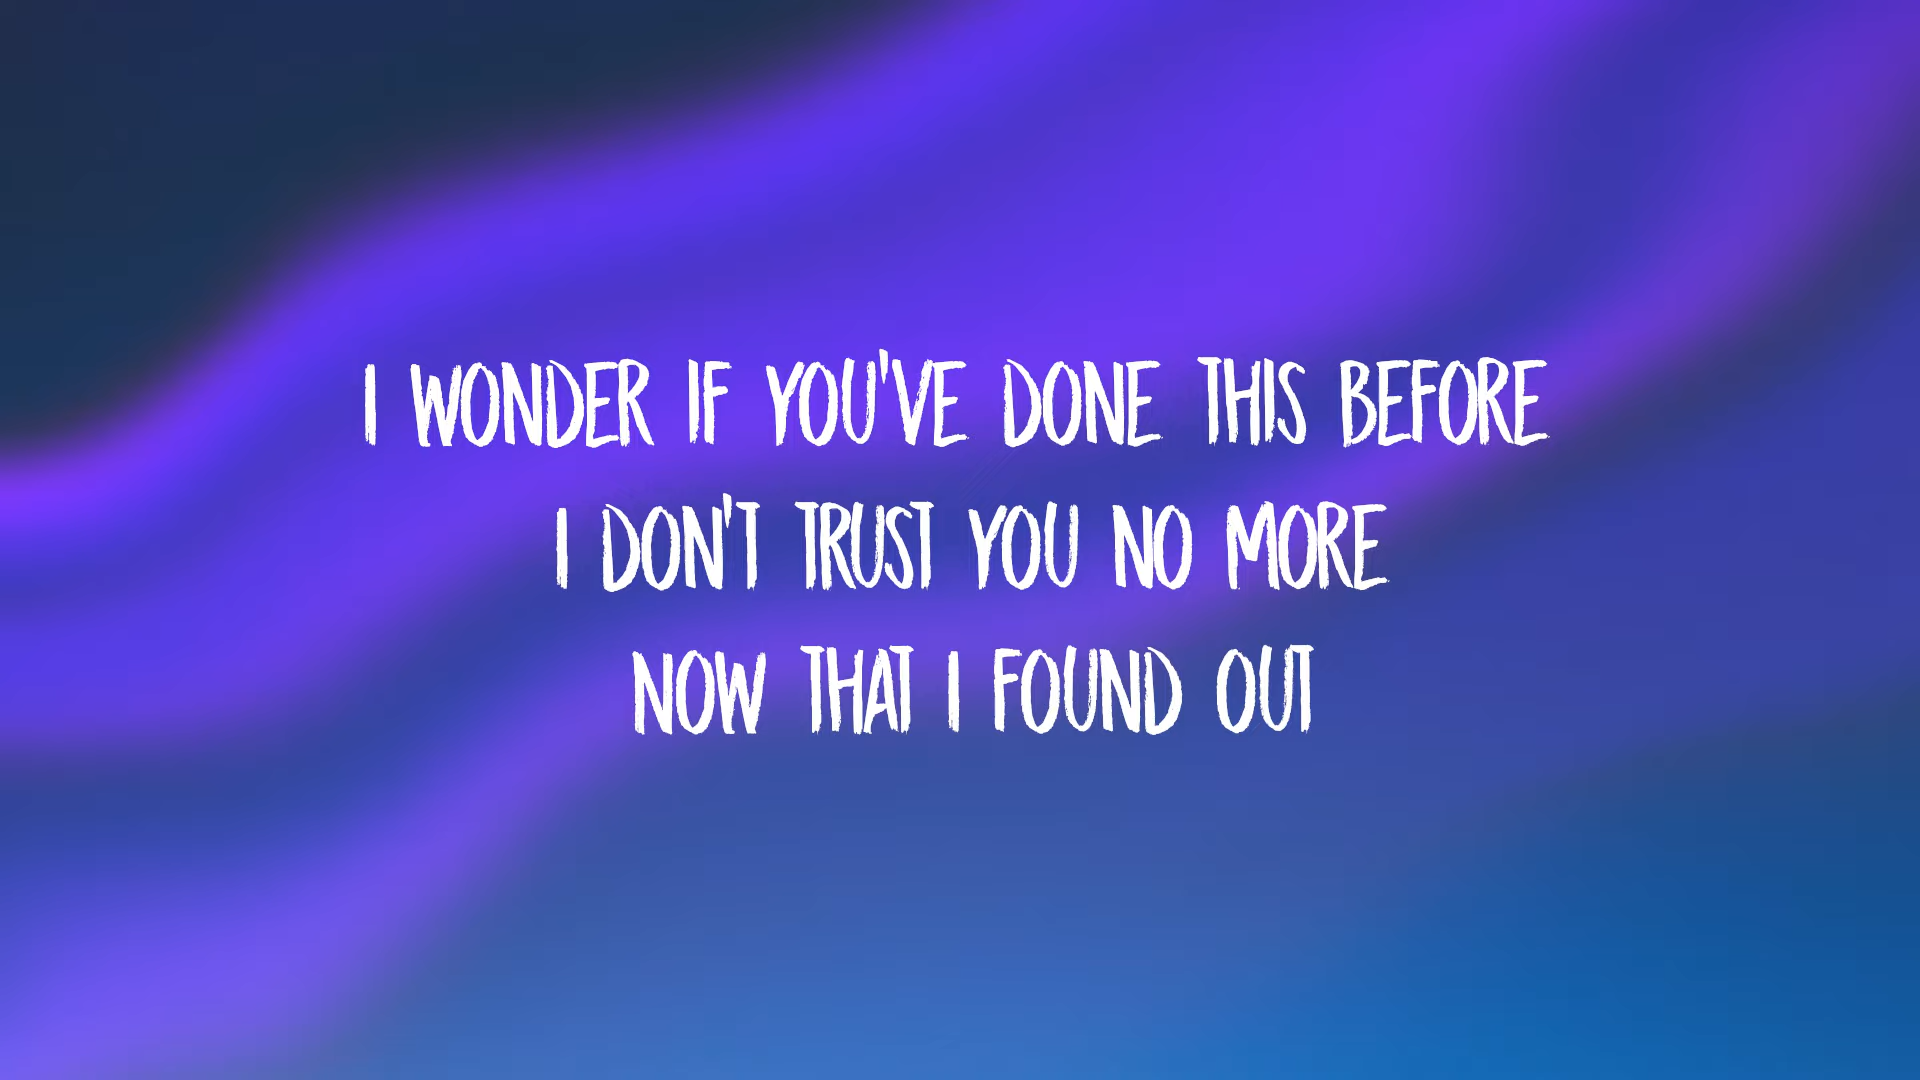 I WONDER IF YOU'VE DONE THIS BEFORE
I DON'T TRUST YOU NO MORE
NOW THAT I FOUND OUT